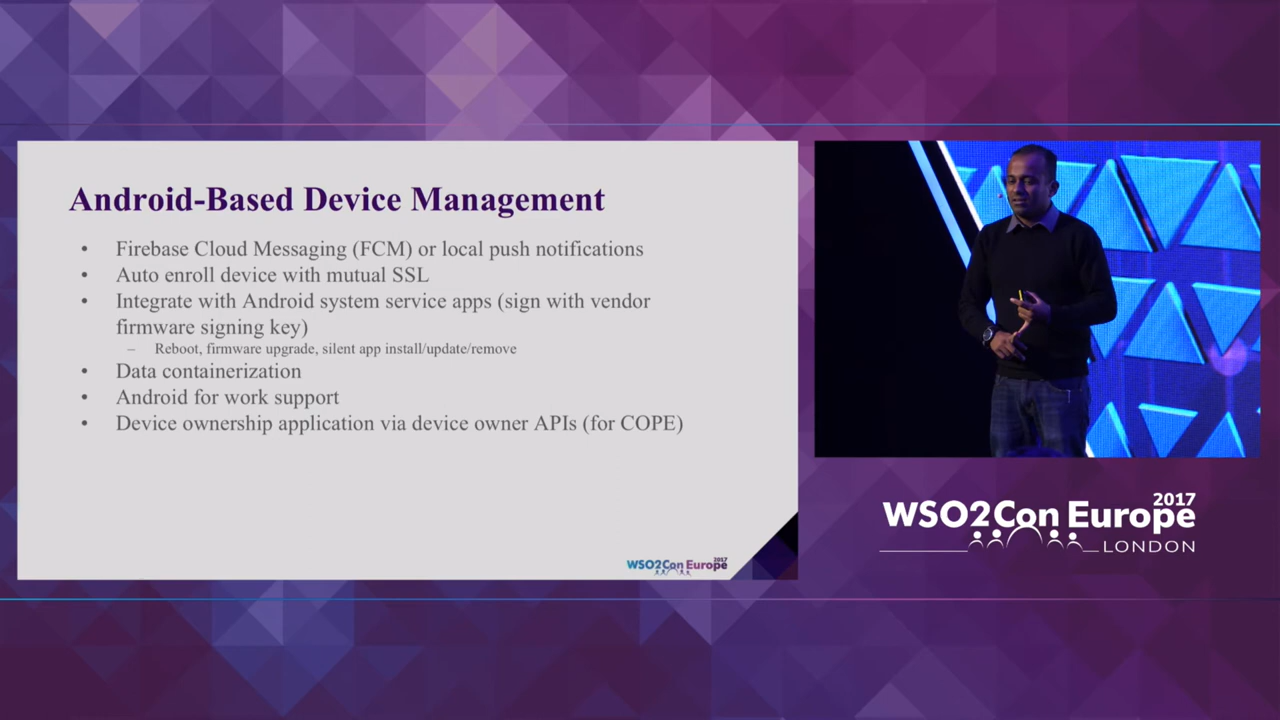 Android-Based Device Management
• Firebase Cloud Messaging (FCM) or local push notifications
• Auto enroll device with mutual SSL
• Integrate with Android system service apps (sign with vendor
firmware signing key)
– Reboot, firmware upgrade, silent app install/update/remove
• Data containerization
• Android for work support
• Device ownership application via device owner APIs (for COPE)
WSO2Con Europe 2017
2017
WSO2Con Europe
LONDON